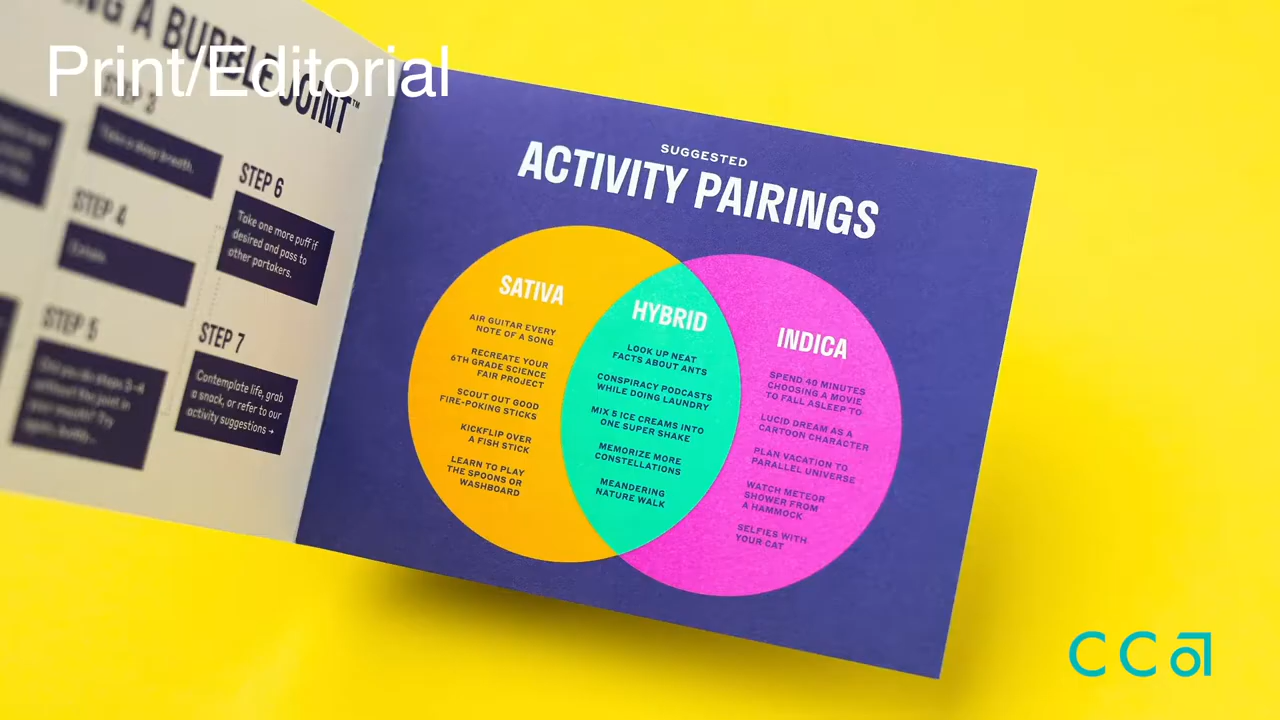 Print/Editorial
NG A BUBBLE JOINT™
STEP 3
Take a deep breath.
STEP 4
Exhale.
STEP 5
STEP 6
Take one more puff if
desired and pass to
other partakers.
STEP 7
Contemplate life, grab
a snack, or refer to our
activity suggestions →
SUGGESTED
ACTIVITY PAIRINGS
SATIVA
AIR GUITAR EVERY
NOTE OF A SONG
RECREATE YOUR
6TH GRADE SCIENCE
FAIR PROJECT
SCOUT OUT GOOD
FIRE-POKING STICKS
KICKFLIP OVER
A FISH STICK
LEARN TO PLAY
THE SPOONS OR
WASHBOARD
HYBRID
LOOK UP NEAT
FACTS ABOUT ANTS
CONSPIRACY PODCASTS
WHILE DOING LAUNDRY
MIX 5 ICE CREAMS INTO
ONE SUPER SHAKE
MEMORIZE MORE
CONSTELLATIONS
MEANDERING
NATURE WALK
INDICA
SPEND 40 MINUTES
CHOOSING A MOVIE
TO FALL ASLEEP TO
LUCID DREAM AS A
CARTOON CHARACTER
PLAN VACATION TO
PARALLEL UNIVERSE
WATCH METEOR
SHOWER FROM
A HAMMOCK
SELFIES WITH
YOUR CAT
CCa